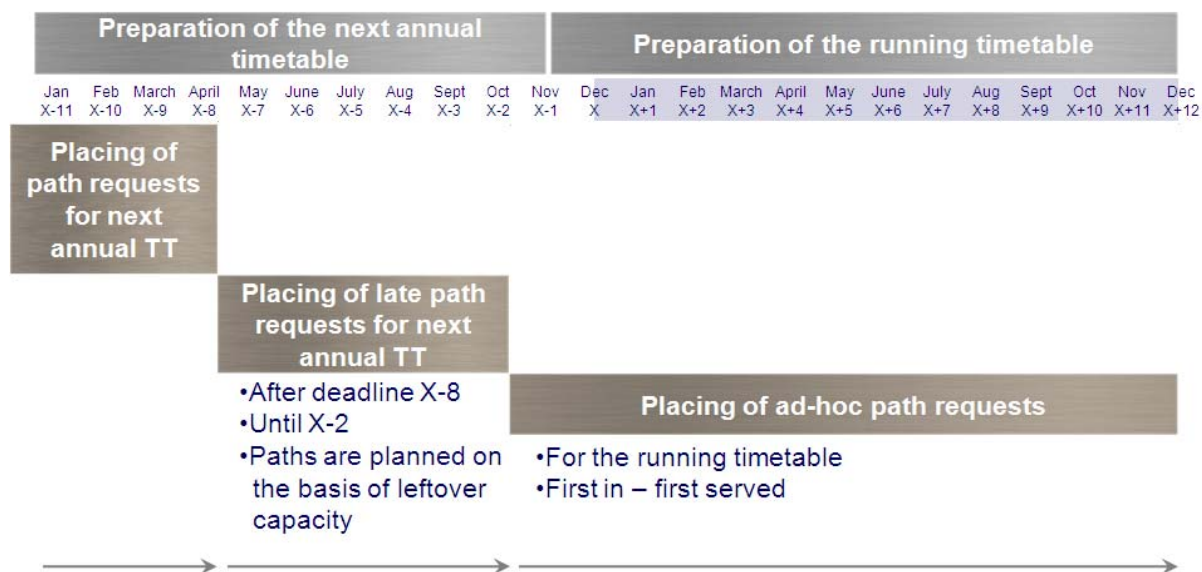 Preparation of the next annual
timetable
Preparation of the running timetable
Jan Feb March April May June July Aug Sept Oct Nov Dec Jan Feb March April May June July Aug Sept Oct Nov Dec
X-11 X-10 X-9 X-8 X-7 X-6 X-5 X-4 X-3 X-2 X-1 X X+1 X+2 X+3 X+4 X+5 X+6 X+7 X+8 X+9 X+10 X+11 X+12
Placing of
path requests
for next
annual TT
Placing of late path
requests for next
annual TT
•After deadline X-8
•Until X-2
•Paths are planned on
the basis of leftover
capacity
Placing of ad-hoc path requests
•For the running timetable
•First in – first served